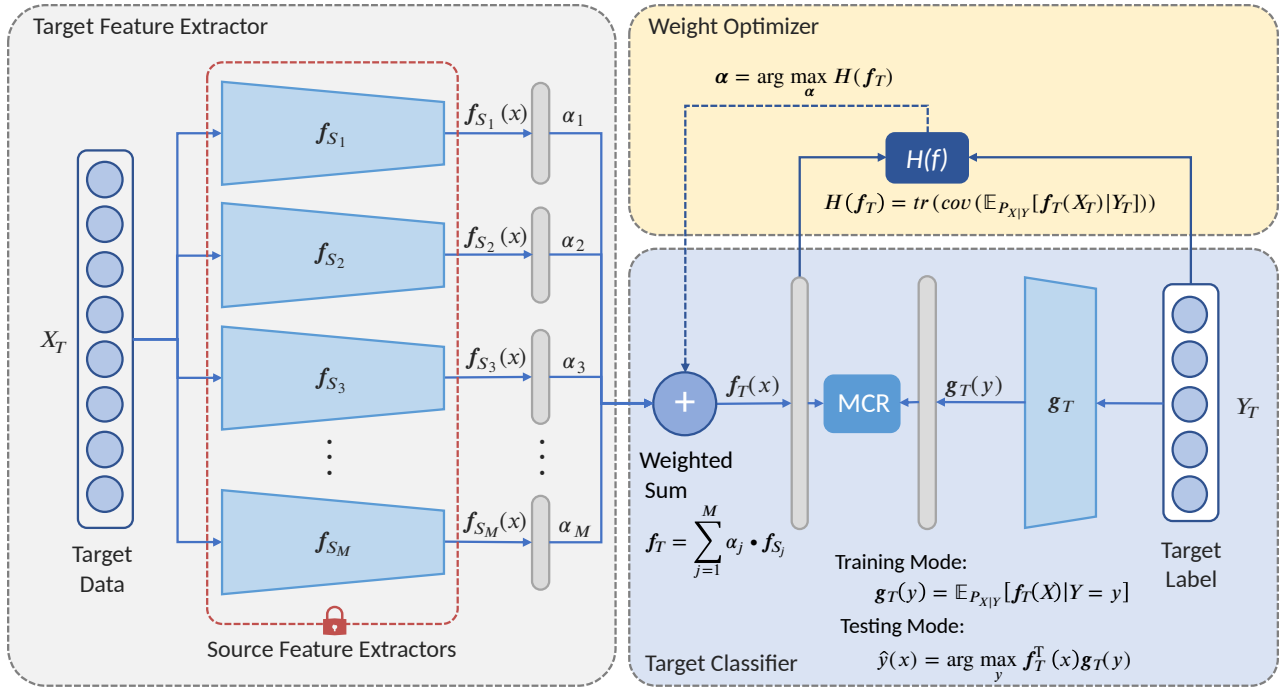 Target Feature Extractor
X_T
Target
Data
f_{S_1}
f_{S_2}
f_{S_3}
⋮
f_{S_M}
f_{S_1}(x)
f_{S_2}(x)
f_{S_3}(x)
⋮
f_{S_M}(x)
α_1
α_2
α_3
α_M
Source Feature Extractors
Weight Optimizer
α = arg max_α H(f_T)
H(f)
H(f_T) = tr(cov(𝔼_{P_{X|Y}}[f_T(X_T)|Y_T]))
+
f_T(x)
MCR
g_T(y)
g_T
Y_T
Weighted
Sum
f_T = ∑_{j=1}^{M} α_j • f_{S_j}
Target
Label
Training Mode:
g_T(y) = 𝔼_{P_{X|Y}}[f_T(X)|Y = y]
Testing Mode:
ŷ(x) = arg max_y f_T^T(x)g_T(y)
Target Classifier